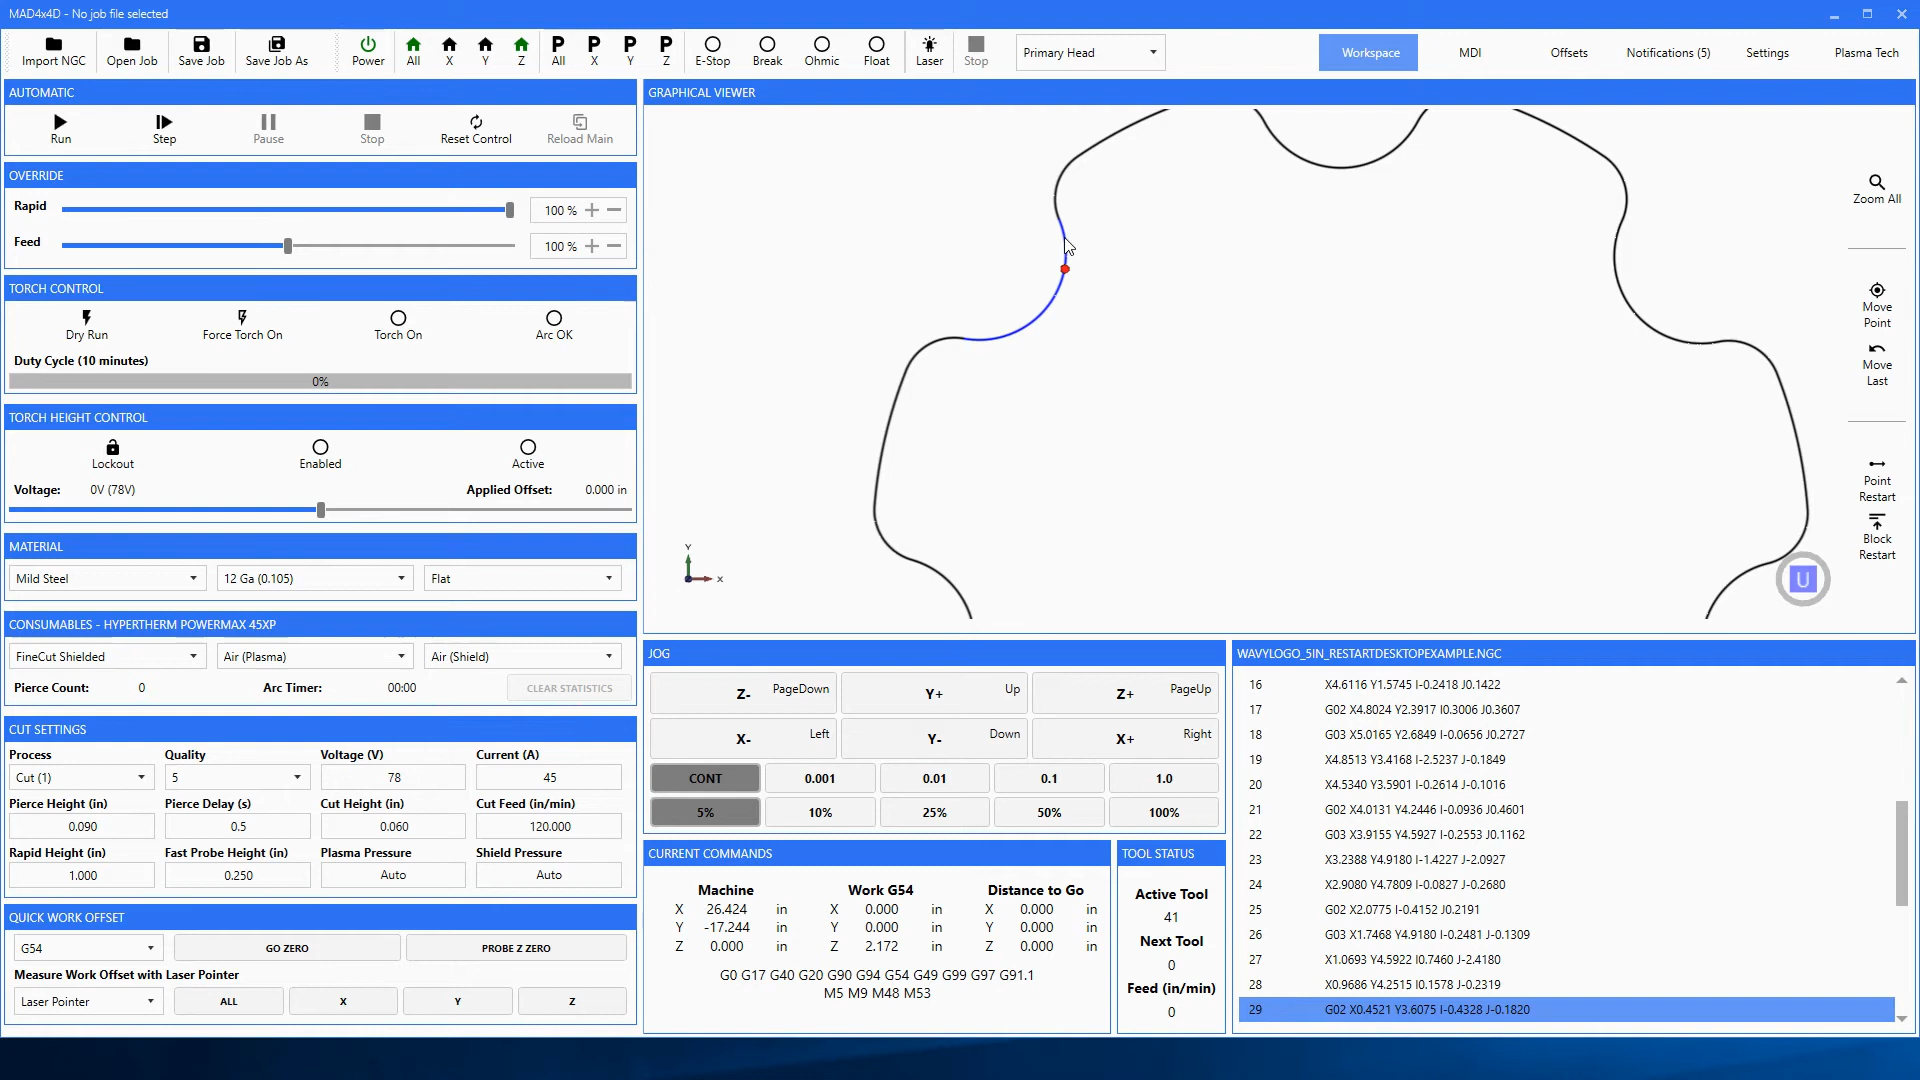 MAD4x4D - No job file selected
Import NGC Open Job Save Job Save Job As Power All X Y Z P All P X P Y P Z E-Stop Break Ohmic Float Laser Stop Primary Head Workspace MDI Offsets Notifications (5) Settings Plasma Tech
AUTOMATIC
Run Step Pause Stop Reset Control Reload Main
OVERRIDE
Rapid 100 %
Feed 100 %
TORCH CONTROL
Dry Run Force Torch On Torch On Arc OK
Duty Cycle (10 minutes)
0%
TORCH HEIGHT CONTROL
Lockout Enabled Active
Voltage: 0V (78V) Applied Offset: 0.000 in
MATERIAL
Mild Steel 12 Ga (0.105) Flat
CONSUMABLES - HYPERTHERM POWERMAX 45XP
FineCut Shielded Air (Plasma) Air (Shield)
Pierce Count: 0 Arc Timer: 00:00 CLEAR STATISTICS
CUT SETTINGS
Process Quality Voltage (V) Current (A)
Cut (1) 5 78 45
Pierce Height (in) Pierce Delay (s) Cut Height (in) Cut Feed (in/min)
0.090 0.5 0.060 120.000
Rapid Height (in) Fast Probe Height (in) Plasma Pressure Shield Pressure
1.000 0.250 Auto Auto
QUICK WORK OFFSET
G54 GO ZERO PROBE Z ZERO
Measure Work Offset with Laser Pointer
Laser Pointer ALL X Y Z
GRAPHICAL VIEWER
Zoom All
Move
Point
Move
Last
Point
Restart
Block
Restart
Y
X
U
JOG
Z- PageDown Y+ Up Z+ PageUp
X- Left Y- Down X+ Right
CONT 0.001 0.01 0.1 1.0
5% 10% 25% 50% 100%
CURRENT COMMANDS
Machine Work G54 Distance to Go
X 26.424 in X 0.000 in X 0.000 in
Y -17.244 in Y 0.000 in Y 0.000 in
Z 0.000 in Z 2.172 in Z 0.000 in
G0 G17 G40 G20 G90 G94 G54 G49 G99 G97 G91.1
M5 M9 M48 M53
TOOL STATUS
Active Tool
41
Next Tool
0
Feed (in/min)
0
WAVYLOGO_5IN_RESTARTDESKTOPEXAMPLE.NGC
16 X4.6116 Y1.5745 I-0.2418 J0.1422
17 G02 X4.8024 Y2.3917 I0.3006 J0.3607
18 G03 X5.0165 Y2.6849 I-0.0656 J0.2727
19 X4.8513 Y3.4168 I-2.5237 J-0.1849
20 X4.5340 Y3.5901 I-0.2614 J-0.1016
21 G02 X4.0131 Y4.2446 I-0.0936 J0.4601
22 G03 X3.9155 Y4.5927 I-0.2553 J0.1162
23 X3.2388 Y4.9180 I-1.4227 J-2.0927
24 X2.9080 Y4.7809 I-0.0827 J-0.2680
25 G02 X2.0775 I-0.4152 J0.2191
26 G03 X1.7468 Y4.9180 I-0.2481 J-0.1309
27 X1.0693 Y4.5922 I0.7460 J-2.4180
28 X0.9686 Y4.2515 I0.1578 J-0.2319
29 G02 X0.4521 Y3.6075 I-0.4328 J-0.1820